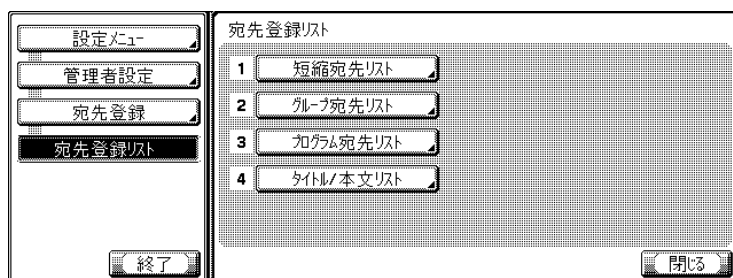 設定ﾒﾆｭｰ
管理者設定
宛先登録
宛先登録ﾘｽﾄ
終了
宛先登録ﾘｽﾄ
1 短縮宛先ﾘｽﾄ
2 ｸﾞﾙｰﾌﾟ宛先ﾘｽﾄ
3 ﾌﾟﾛｸﾞﾗﾑ宛先ﾘｽﾄ
4 ﾀｲﾄﾙ/本文ﾘｽﾄ
閉じる